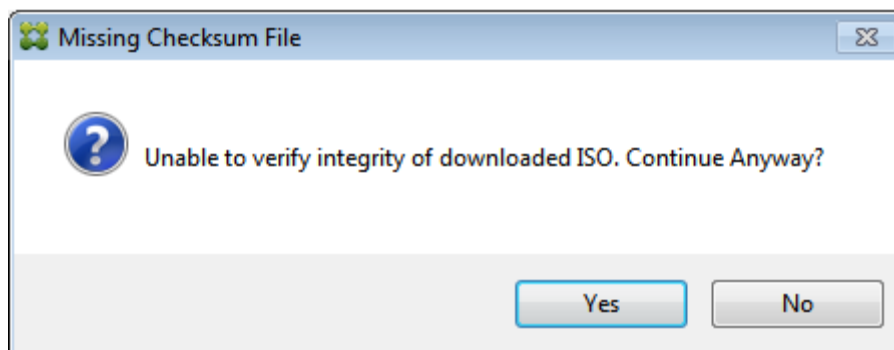 Missing Checksum File
Unable to verify integrity of downloaded ISO. Continue Anyway?
Yes
No